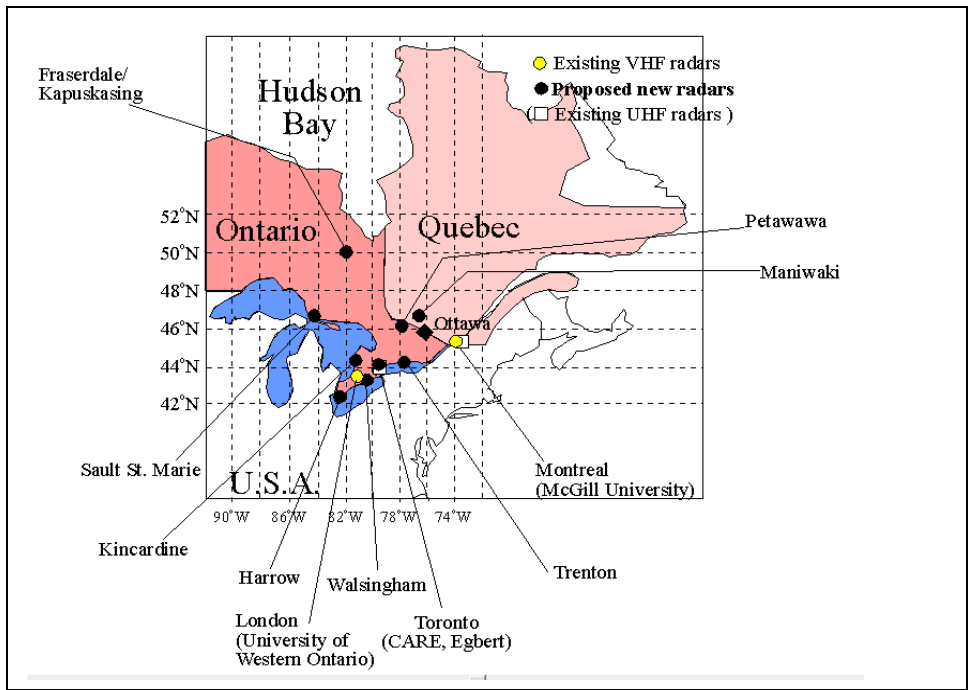 Fraserdale/
Kapuskasing
Hudson
Bay
Existing VHF radars
Proposed new radars
( Existing UHF radars )
Ontario
Quebec
Petawawa
Maniwaki
Ottawa
52°N
50°N
48°N
46°N
44°N
42°N
Sault St. Marie
U.S.A.
90°W
86°W
82°W
78°W
74°W
Montreal
(McGill University)
Kincardine
Harrow
Walsingham
Trenton
London
(University of
Western Ontario)
Toronto
(CARE, Egbert)